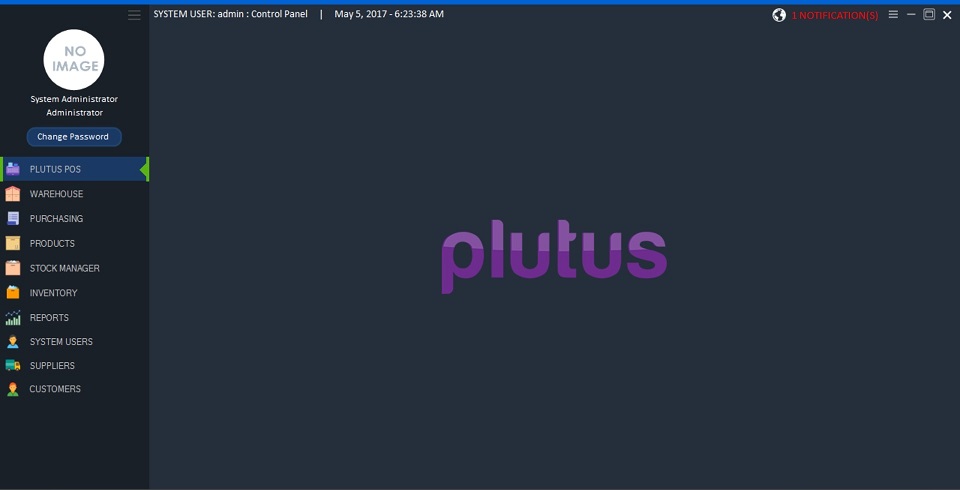 SYSTEM USER: admin : Control Panel | May 5, 2017 - 6:23:38 AM
1 NOTIFICATION(S)
NO
IMAGE
System Administrator
Administrator
Change Password
PLUTUS POS
WAREHOUSE
PURCHASING
PRODUCTS
STOCK MANAGER
INVENTORY
REPORTS
SYSTEM USERS
SUPPLIERS
CUSTOMERS
plutus